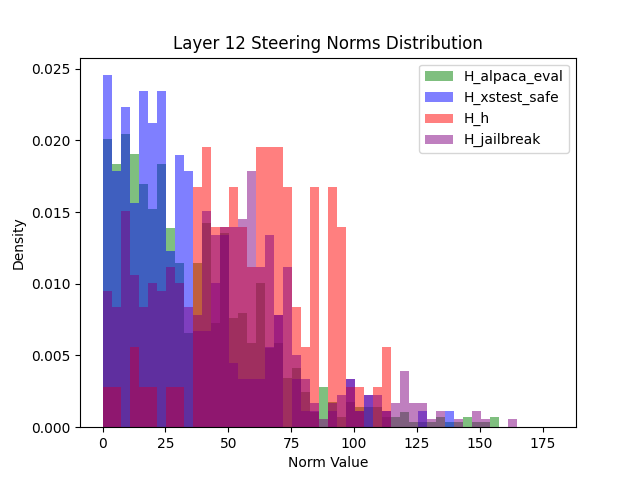 Layer 12 Steering Norms Distribution
H_alpaca_eval
H_xstest_safe
H_h
H_jailbreak
Density
0.025
0.020
0.015
0.010
0.005
0.000
0 25 50 75 100 125 150 175
Norm Value